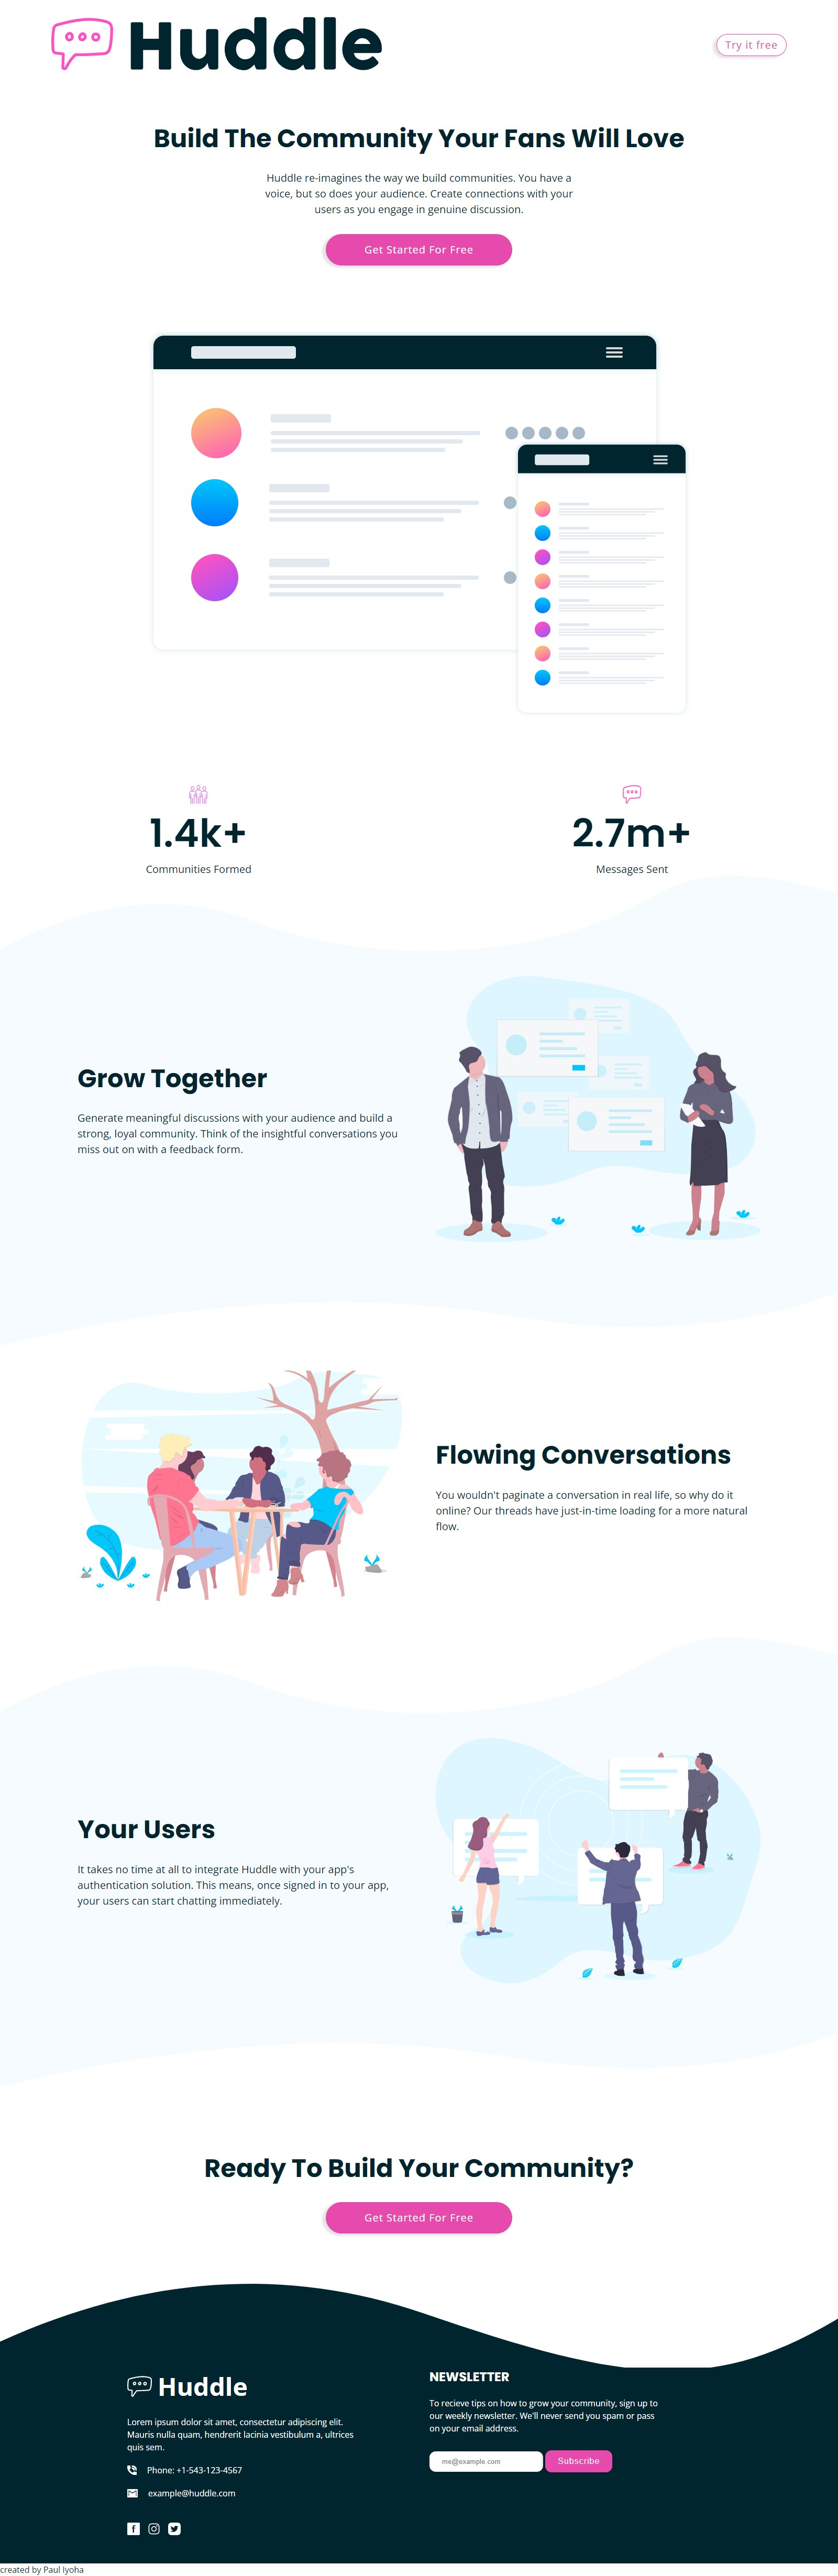 Huddle
Try it free
Build The Community Your Fans Will Love
Huddle re-imagines the way we build communities. You have a
voice, but so does your audience. Create connections with your
users as you engage in genuine discussion.
Get Started For Free
1.4k+
Communities Formed
2.7m+
Messages Sent
Grow Together
Generate meaningful discussions with your audience and build a
strong, loyal community. Think of the insightful conversations you
miss out on with a feedback form.
Flowing Conversations
You wouldn't paginate a conversation in real life, so why do it
online? Our threads have just-in-time loading for a more natural
flow.
Your Users
It takes no time at all to integrate Huddle with your app's
authentication solution. This means, once signed in to your app,
your users can start chatting immediately.
Ready To Build Your Community?
Get Started For Free
Huddle
Lorem ipsum dolor sit amet, consectetur adipiscing elit.
Mauris nulla quam, hendrerit lacinia vestibulum a, ultrices
quis sem.
Phone: +1-543-123-4567
example@huddle.com
NEWSLETTER
To recieve tips on how to grow your community, sign up to
our weekly newsletter. We'll never send you spam or pass
on your email address.
me@example.com
Subscribe
created by Paul Iyoha